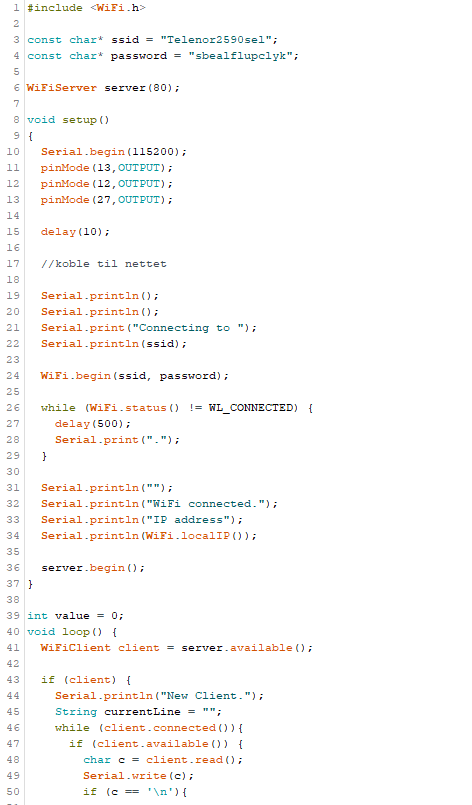 1 #include <WiFi.h>
2
3 const char* ssid = "Telenor2590sel";
4 const char* password = "sbealflupclyk";
5
6 WiFiServer server(80);
7
8 void setup()
9 {
10 Serial.begin(115200);
11 pinMode(13,OUTPUT);
12 pinMode(12,OUTPUT);
13 pinMode(27,OUTPUT);
14
15 delay(10);
16
17 //koble til nettet
18
19 Serial.println();
20 Serial.println();
21 Serial.print("Connecting to ");
22 Serial.println(ssid);
23
24 WiFi.begin(ssid, password);
25
26 while (WiFi.status() != WL_CONNECTED) {
27 delay(500);
28 Serial.print(".");
29 }
30
31 Serial.println("");
32 Serial.println("WiFi connected.");
33 Serial.println("IP address");
34 Serial.println(WiFi.localIP());
35
36 server.begin();
37 }
38
39 int value = 0;
40 void loop() {
41 WiFiClient client = server.available();
42
43 if (client) {
44 Serial.println("New Client.");
45 String currentLine = "";
46 while (client.connected()){
47 if (client.available()) {
48 char c = client.read();
49 Serial.write(c);
50 if (c == '\n'){